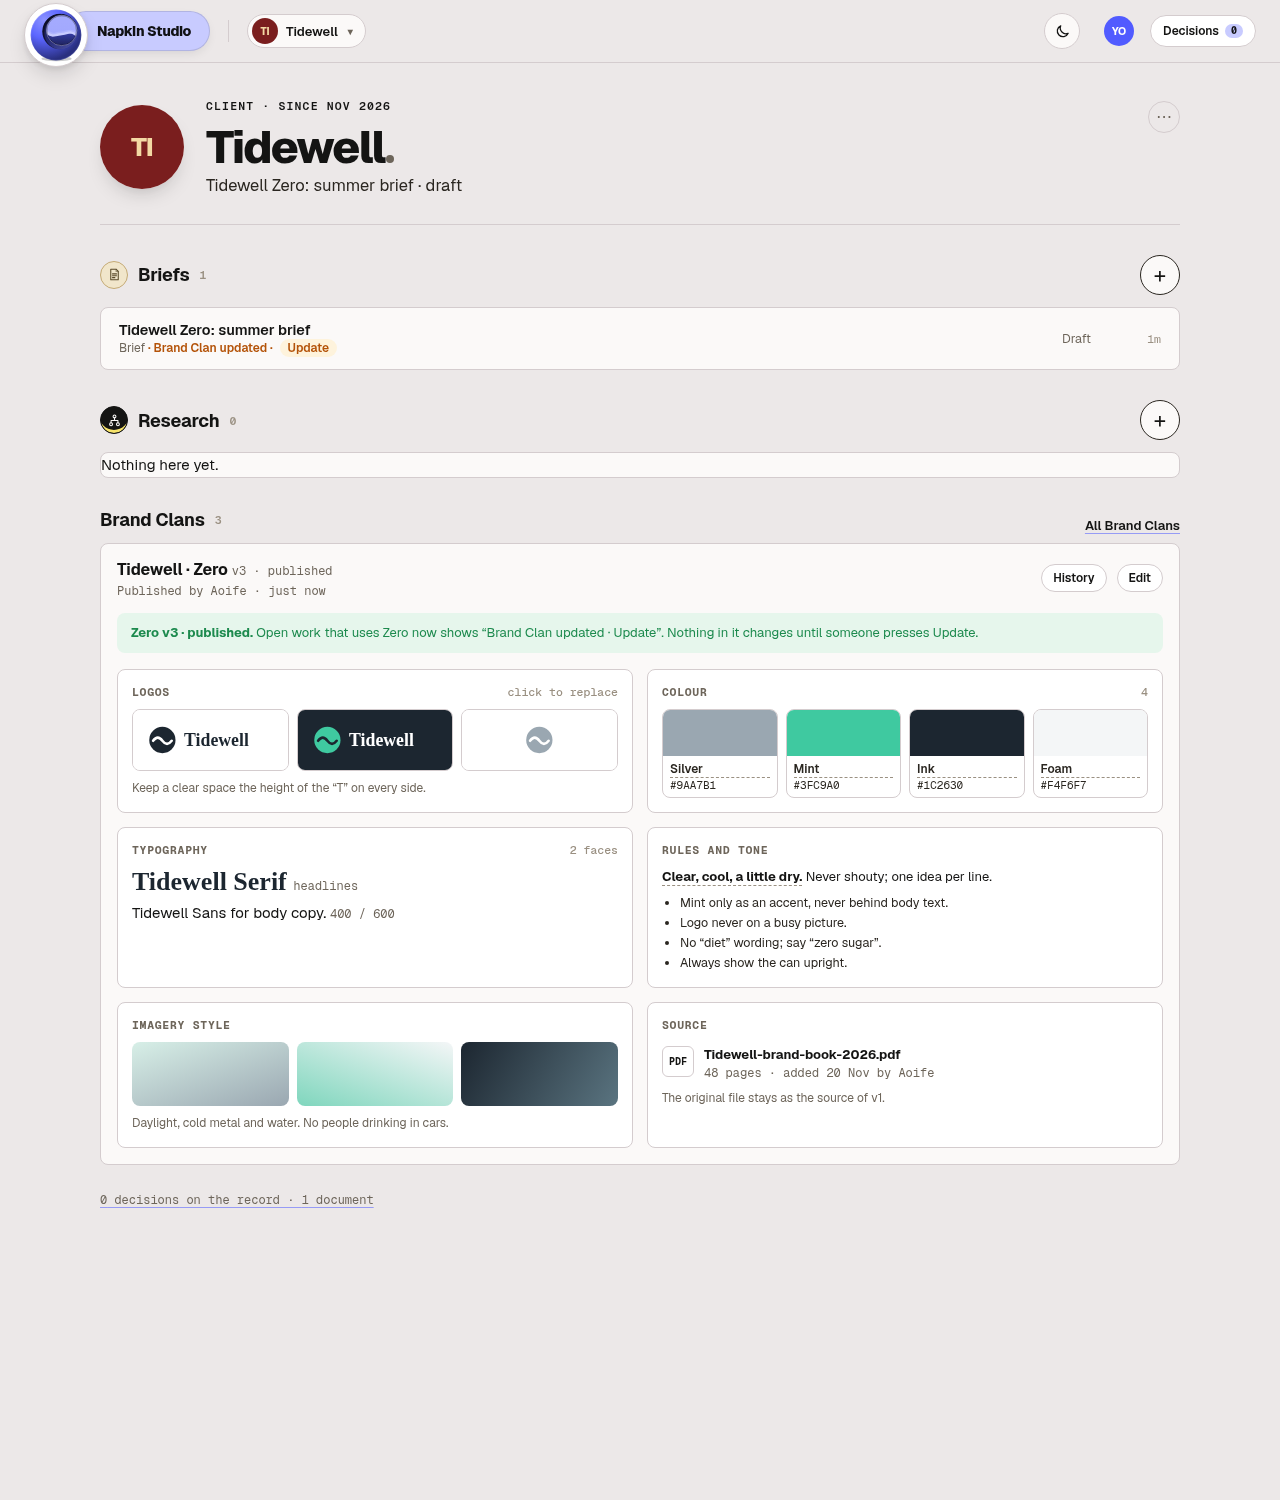 Napkin Studio
TI Tidewell ▾
YO
Decisions 0
CLIENT · SINCE NOV 2026
TI
Tidewell.
Tidewell Zero: summer brief · draft
Briefs 1
+
Tidewell Zero: summer brief
Brief · Brand Clan updated · Update
Draft
1m
Research 0
+
Nothing here yet.
Brand Clans 3
All Brand Clans
Tidewell · Zero v3 · published
Published by Aoife · just now
History
Edit
Zero v3 · published. Open work that uses Zero now shows “Brand Clan updated · Update”. Nothing in it changes until someone presses Update.
LOGOS
click to replace
Tidewell
Tidewell
Keep a clear space the height of the “T” on every side.
COLOUR
4
Silver
#9AA7B1
Mint
#3FC9A0
Ink
#1C2630
Foam
#F4F6F7
TYPOGRAPHY
2 faces
Tidewell Serif headlines
Tidewell Sans for body copy. 400 / 600
RULES AND TONE
Clear, cool, a little dry. Never shouty; one idea per line.
• Mint only as an accent, never behind body text.
• Logo never on a busy picture.
• No “diet” wording; say “zero sugar”.
• Always show the can upright.
IMAGERY STYLE
Daylight, cold metal and water. No people drinking in cars.
SOURCE
PDF
Tidewell-brand-book-2026.pdf
48 pages · added 20 Nov by Aoife
The original file stays as the source of v1.
0 decisions on the record · 1 document